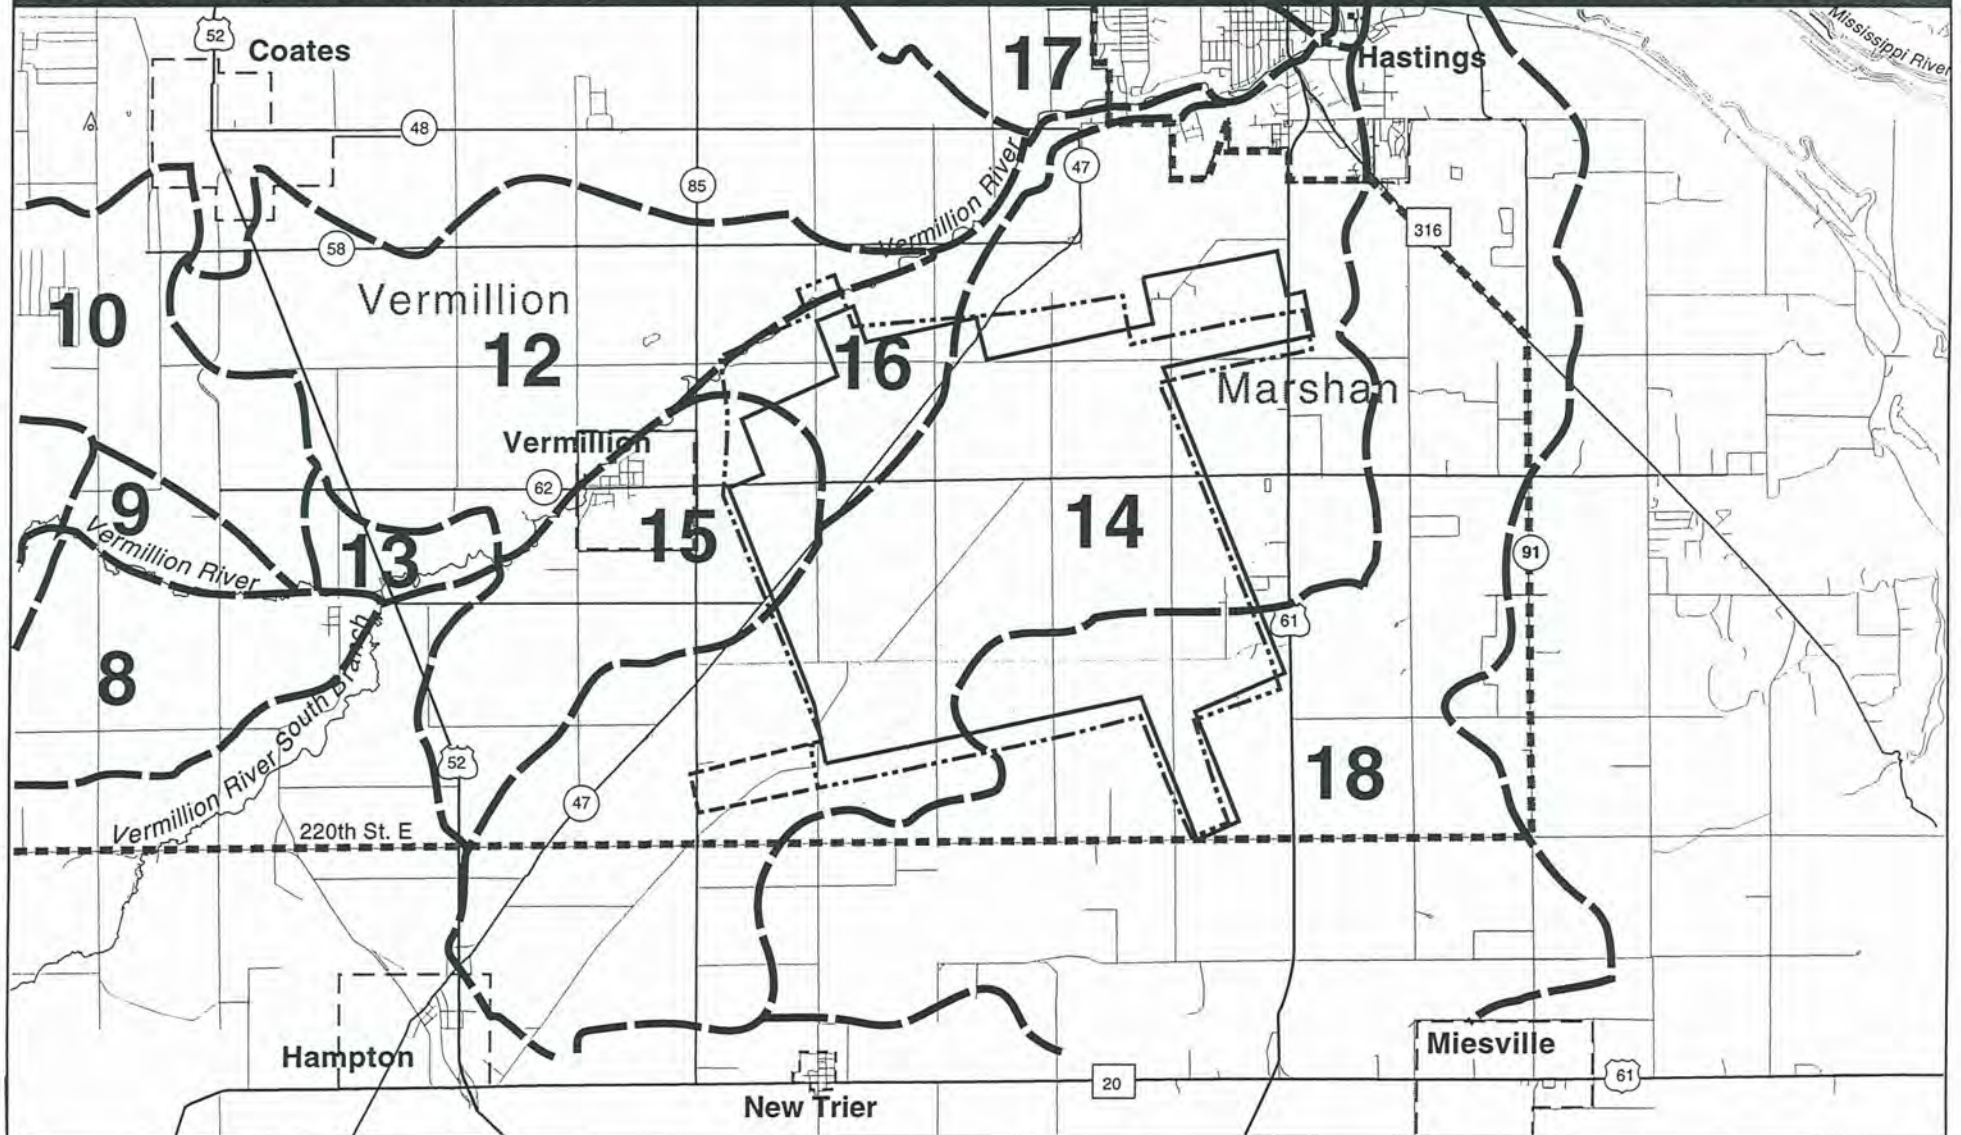 52
Coates
17
Hastings
Mississippi River
48
47
85
Vermillion River
316
58
10
Vermillion
12
16
Marshan
Vermillion
62
9
15
14
Vermillion River
13
91
61
8
Vermillion River South Branch
52
18
47
220th St. E
Hampton
Miesville
20
61
New Trier